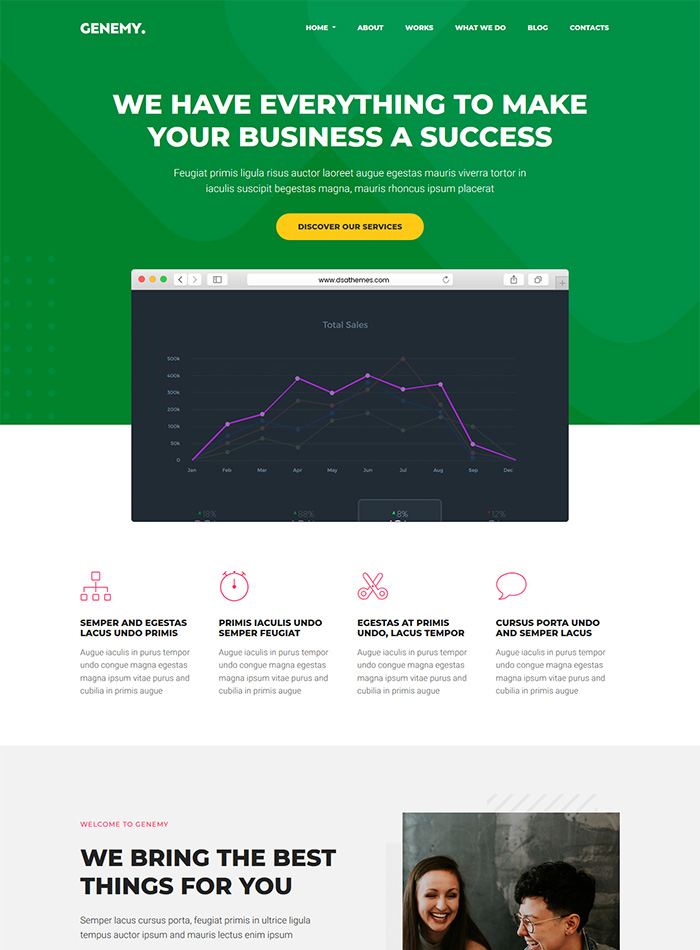 GENEMY.
HOME ABOUT WORKS WHAT WE DO BLOG CONTACTS
WE HAVE EVERYTHING TO MAKE
YOUR BUSINESS A SUCCESS
Feugiat primis ligula risus auctor laoreet augue egestas mauris viverra tortor in
iaculis suscipit begestas magna, mauris rhoncus ipsum placerat
DISCOVER OUR SERVICES
www.dsathemes.com
Total Sales
500k
400k
300k
200k
100k
50k
0
Jan Feb Mar Apr May Jun Jul Aug Sep Dec
18% 88% 8% 12%
SEMPER AND EGESTAS
LACUS UNDO PRIMIS
Augue iaculis in purus tempor
undo congue magna egestas
magna ipsum vitae purus and
cubilia in primis augue
PRIMIS IACULIS UNDO
SEMPER FEUGIAT
Augue iaculis in purus tempor
undo congue magna egestas
magna ipsum vitae purus and
cubilia in primis augue
EGESTAS AT PRIMIS
UNDO, LACUS TEMPOR
Augue iaculis in purus tempor
undo congue magna egestas
magna ipsum vitae purus and
cubilia in primis augue
CURSUS PORTA UNDO
AND SEMPER LACUS
Augue iaculis in purus tempor
undo congue magna egestas
magna ipsum vitae purus and
cubilia in primis augue
WELCOME TO GENEMY
WE BRING THE BEST
THINGS FOR YOU
Semper lacus cursus porta, feugiat primis in ultrice ligula
tempus auctor ipsum and mauris lectus enim ipsum